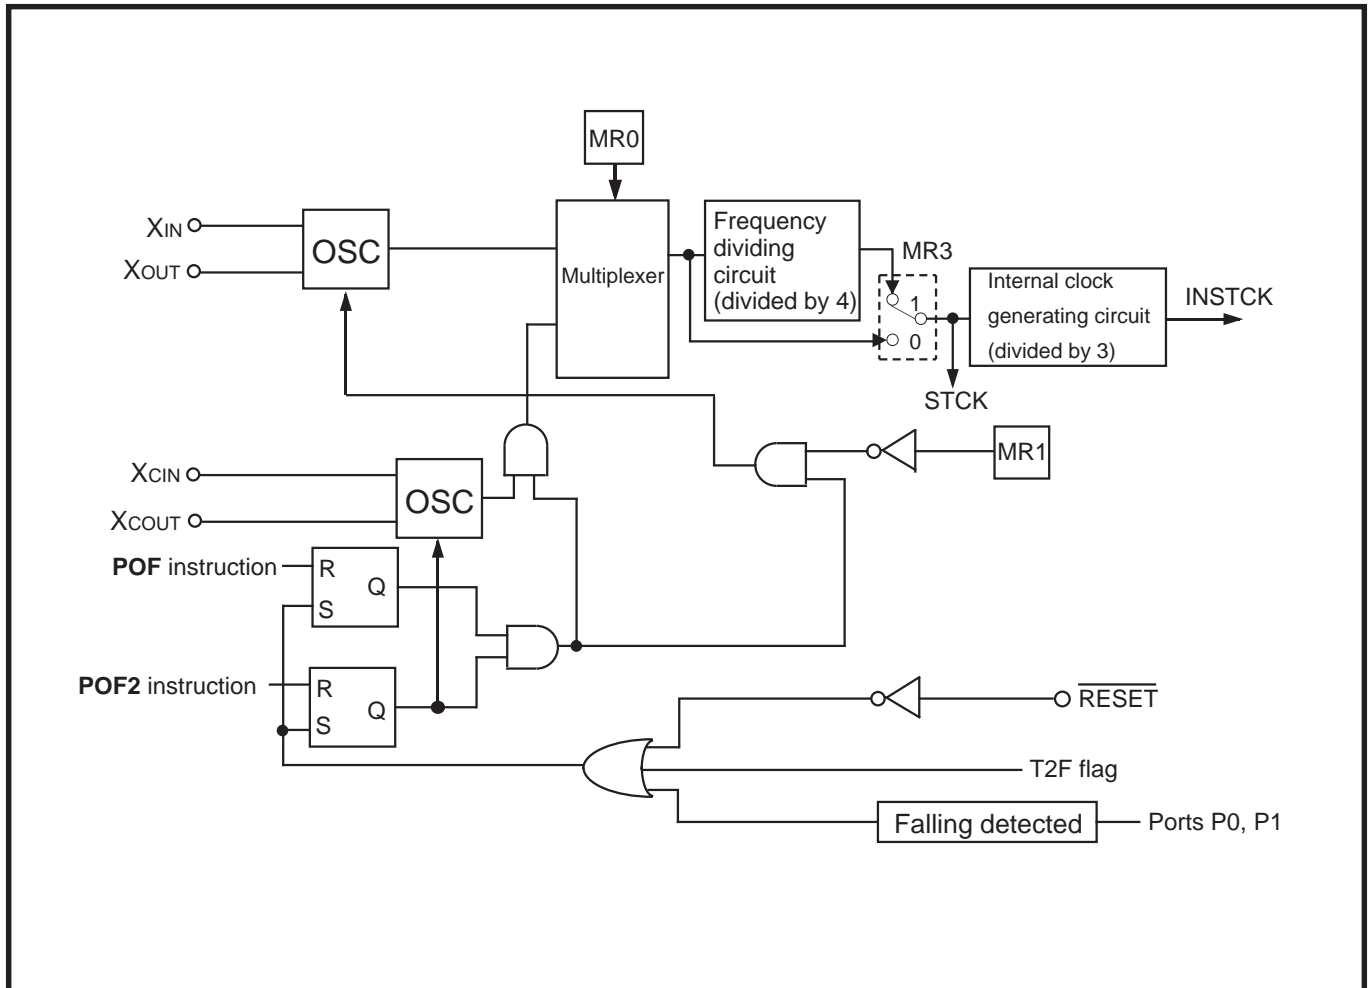 MR0
XIN
XOUT
OSC
Multiplexer
Frequency
dividing
circuit
(divided by 4)
MR3
1
0
Internal clock
generating circuit
(divided by 3)
INSTCK
STCK
MR1
XCIN
XCOUT
OSC
POF instruction
R
Q
S
POF2 instruction
R
Q
S
RESET
T2F flag
Falling detected
Ports P0, P1